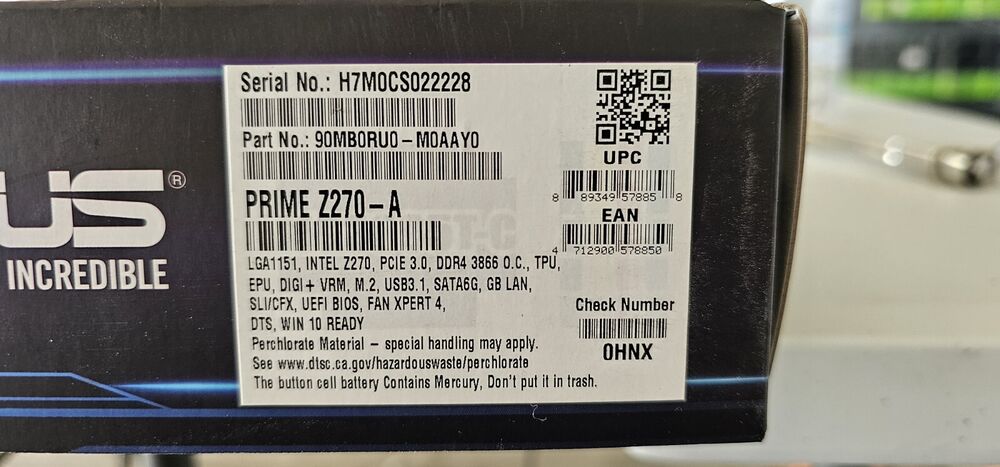 US®
INCREDIBLE
Serial No.: H7M0CS022228
Part No.: 90MB0RU0-M0AAY0
PRIME Z270-A
LGA1151, INTEL Z270, PCIE 3.0, DDR4 3866 O.C., TPU,
EPU, DIGI+ VRM, M.2, USB3.1, SATA6G, GB LAN,
SLI/CFX, UEFI BIOS, FAN XPERT 4,
DTS, WIN 10 READY
Perchlorate Material – special handling may apply.
See www.dtsc.ca.gov/hazardouswaste/perchlorate
The button cell battery Contains Mercury, Don't put it in trash.
UPC
8 89349 57885 8
EAN
4 712900 578850
Check Number
0HNX